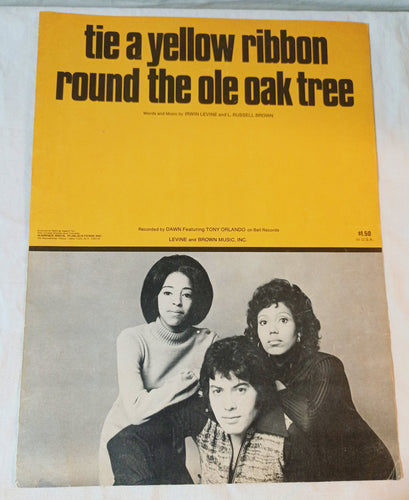 tie a yellow ribbon
round the ole oak tree
Words and Music by IRWIN LEVINE and L. RUSSELL BROWN
Recorded by DAWN Featuring TONY ORLANDO on Bell Records
LEVINE and BROWN MUSIC, INC.
$1.50
in U.S.A.